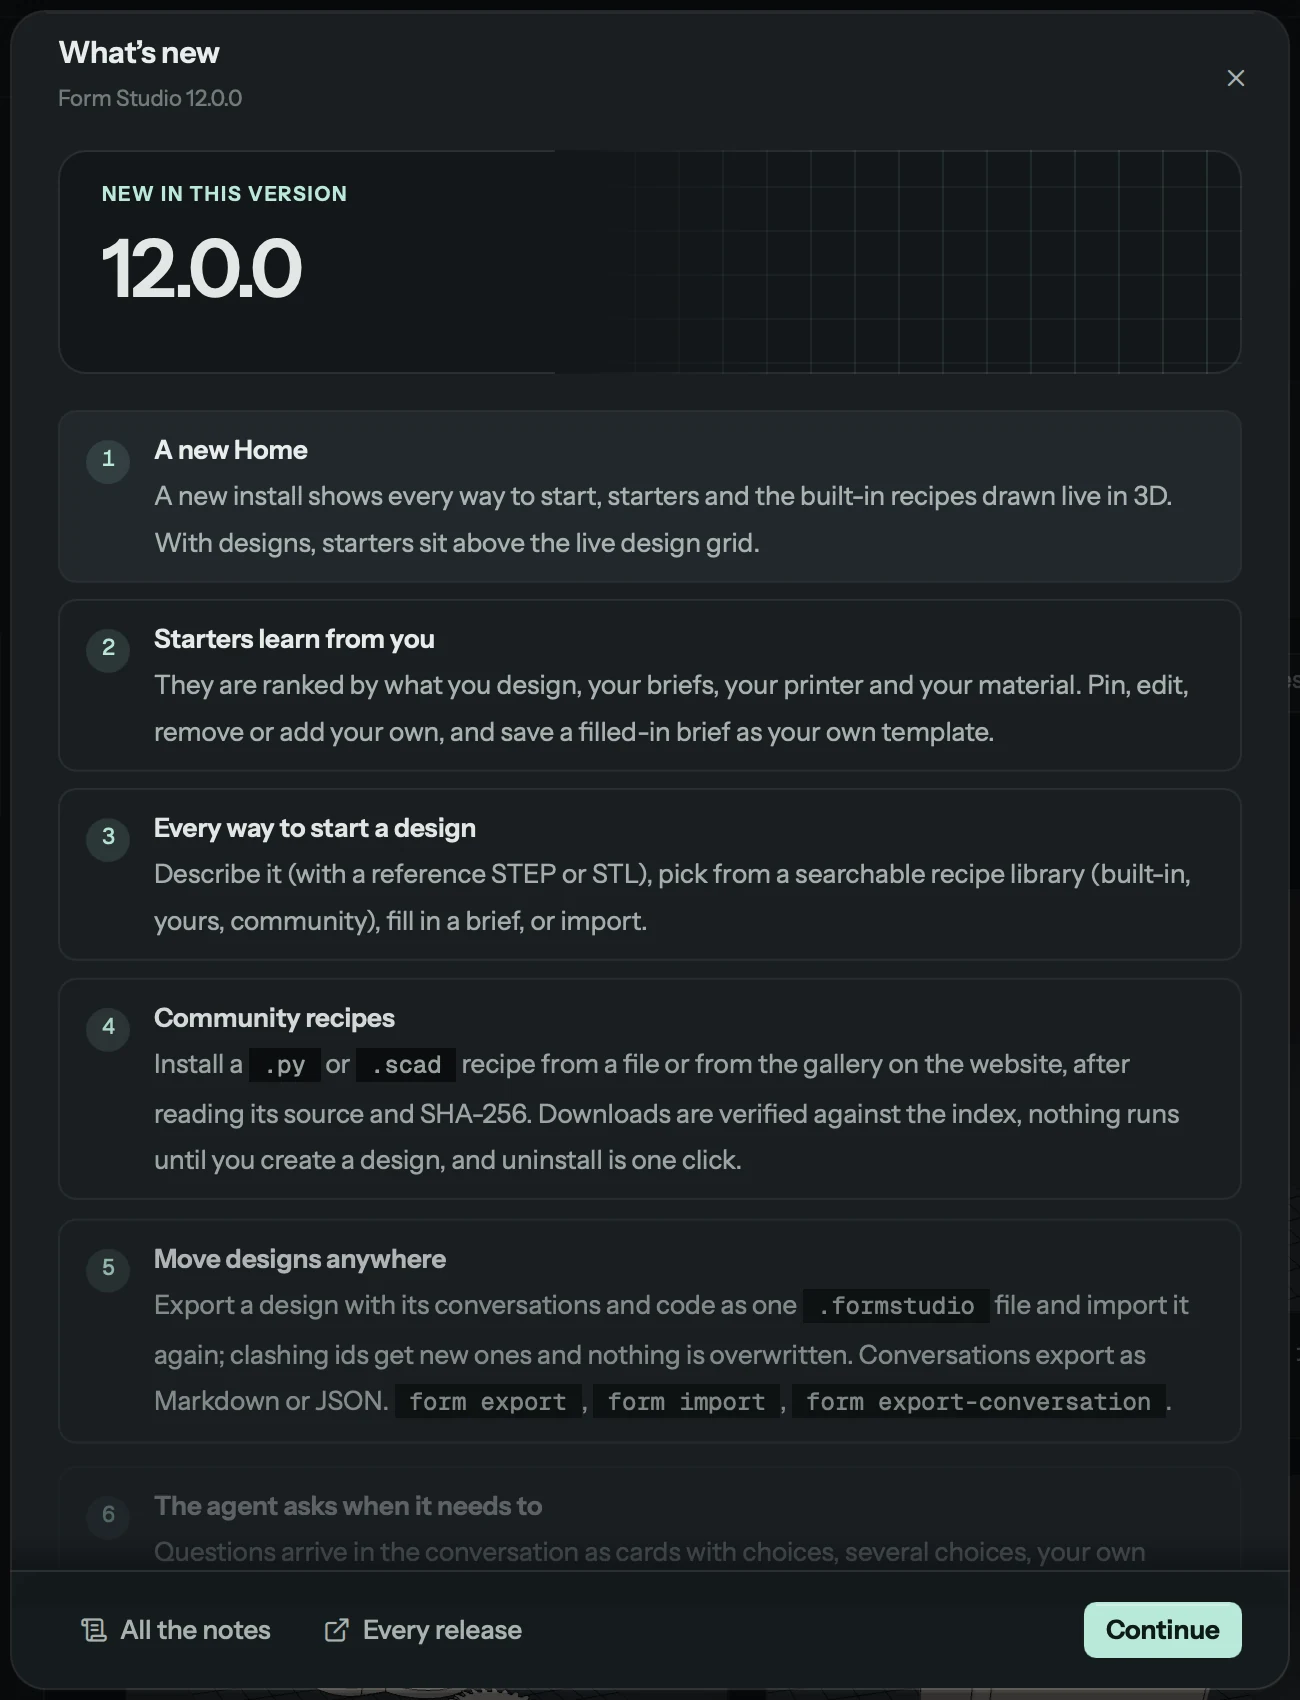 What's new
Form Studio 12.0.0
NEW IN THIS VERSION
12.0.0
1
A new Home
A new install shows every way to start, starters and the built-in recipes drawn live in 3D.
With designs, starters sit above the live design grid.
2
Starters learn from you
They are ranked by what you design, your briefs, your printer and your material. Pin, edit,
remove or add your own, and save a filled-in brief as your own template.
3
Every way to start a design
Describe it (with a reference STEP or STL), pick from a searchable recipe library (built-in,
yours, community), fill in a brief, or import.
4
Community recipes
Install a .py or .scad recipe from a file or from the gallery on the website, after
reading its source and SHA-256. Downloads are verified against the index, nothing runs
until you create a design, and uninstall is one click.
5
Move designs anywhere
Export a design with its conversations and code as one .formstudio file and import it
again; clashing ids get new ones and nothing is overwritten. Conversations export as
Markdown or JSON. form export, form import, form export-conversation.
6
The agent asks when it needs to
Questions arrive in the conversation as cards with choices, several choices, your own
All the notes
Every release
Continue